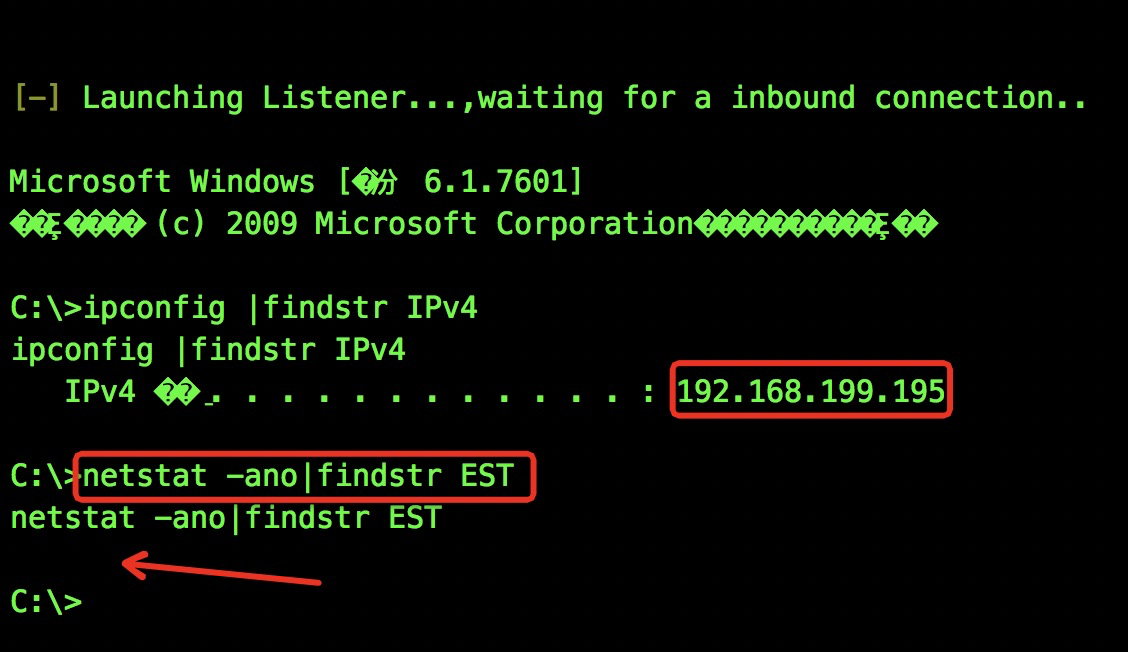 [-] Launching Listener...,waiting for a inbound connection..
Microsoft Windows [�汾 6.1.7601]
(c) 2009 Microsoft Corporation
C:\>ipconfig |findstr IPv4
ipconfig |findstr IPv4
IPv4 ��_. . . . . . . . . . . . : 192.168.199.195
C:\>netstat -ano|findstr EST
netstat -ano|findstr EST
C:\>